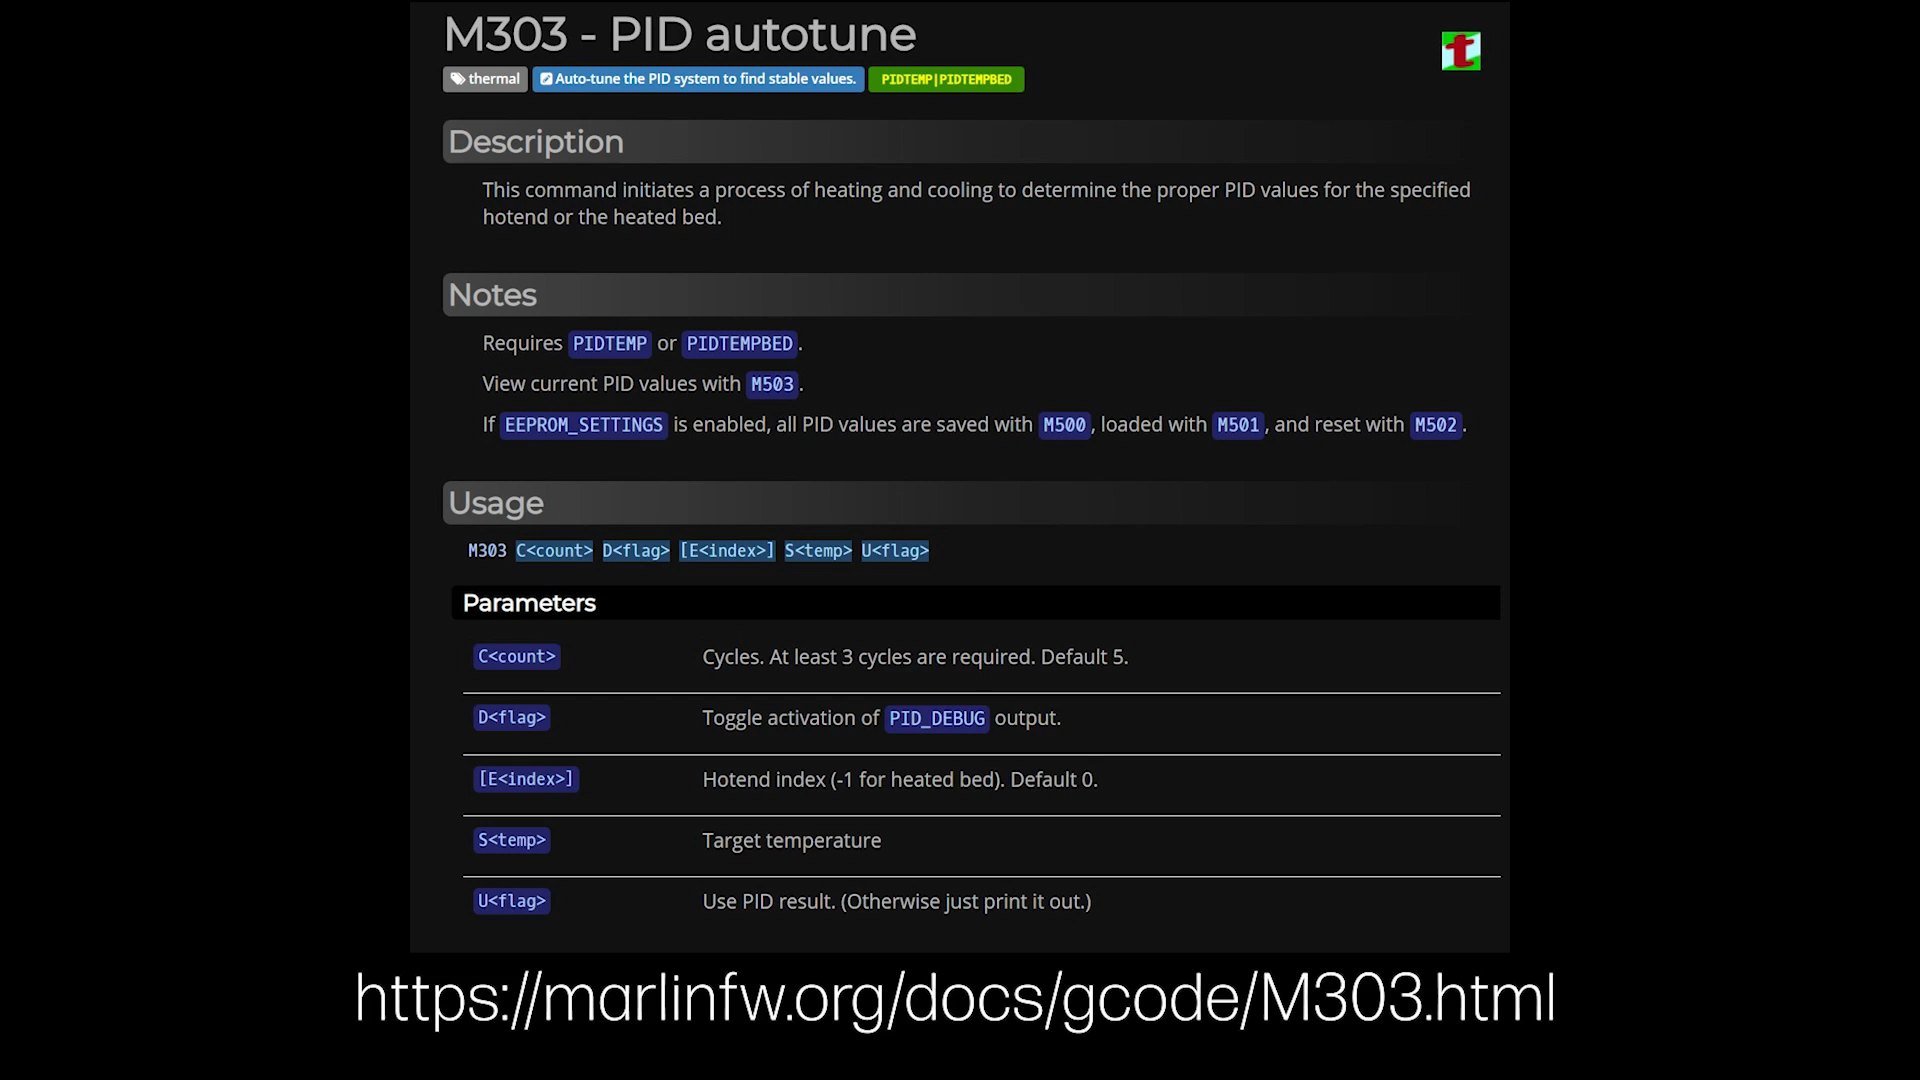 M303 - PID autotune
t
thermal Auto-tune the PID system to find stable values. PIDTEMP|PIDTEMPBED
Description
This command initiates a process of heating and cooling to determine the proper PID values for the specified
hotend or the heated bed.
Notes
Requires PIDTEMP or PIDTEMPBED.
View current PID values with M503.
If EEPROM_SETTINGS is enabled, all PID values are saved with M500, loaded with M501, and reset with M502.
Usage
M303 C<count> D<flag> [E<index>] S<temp> U<flag>
Parameters
C<count> Cycles. At least 3 cycles are required. Default 5.
D<flag> Toggle activation of PID_DEBUG output.
[E<index>] Hotend index (-1 for heated bed). Default 0.
S<temp> Target temperature
U<flag> Use PID result. (Otherwise just print it out.)
https://marlinfw.org/docs/gcode/M303.html